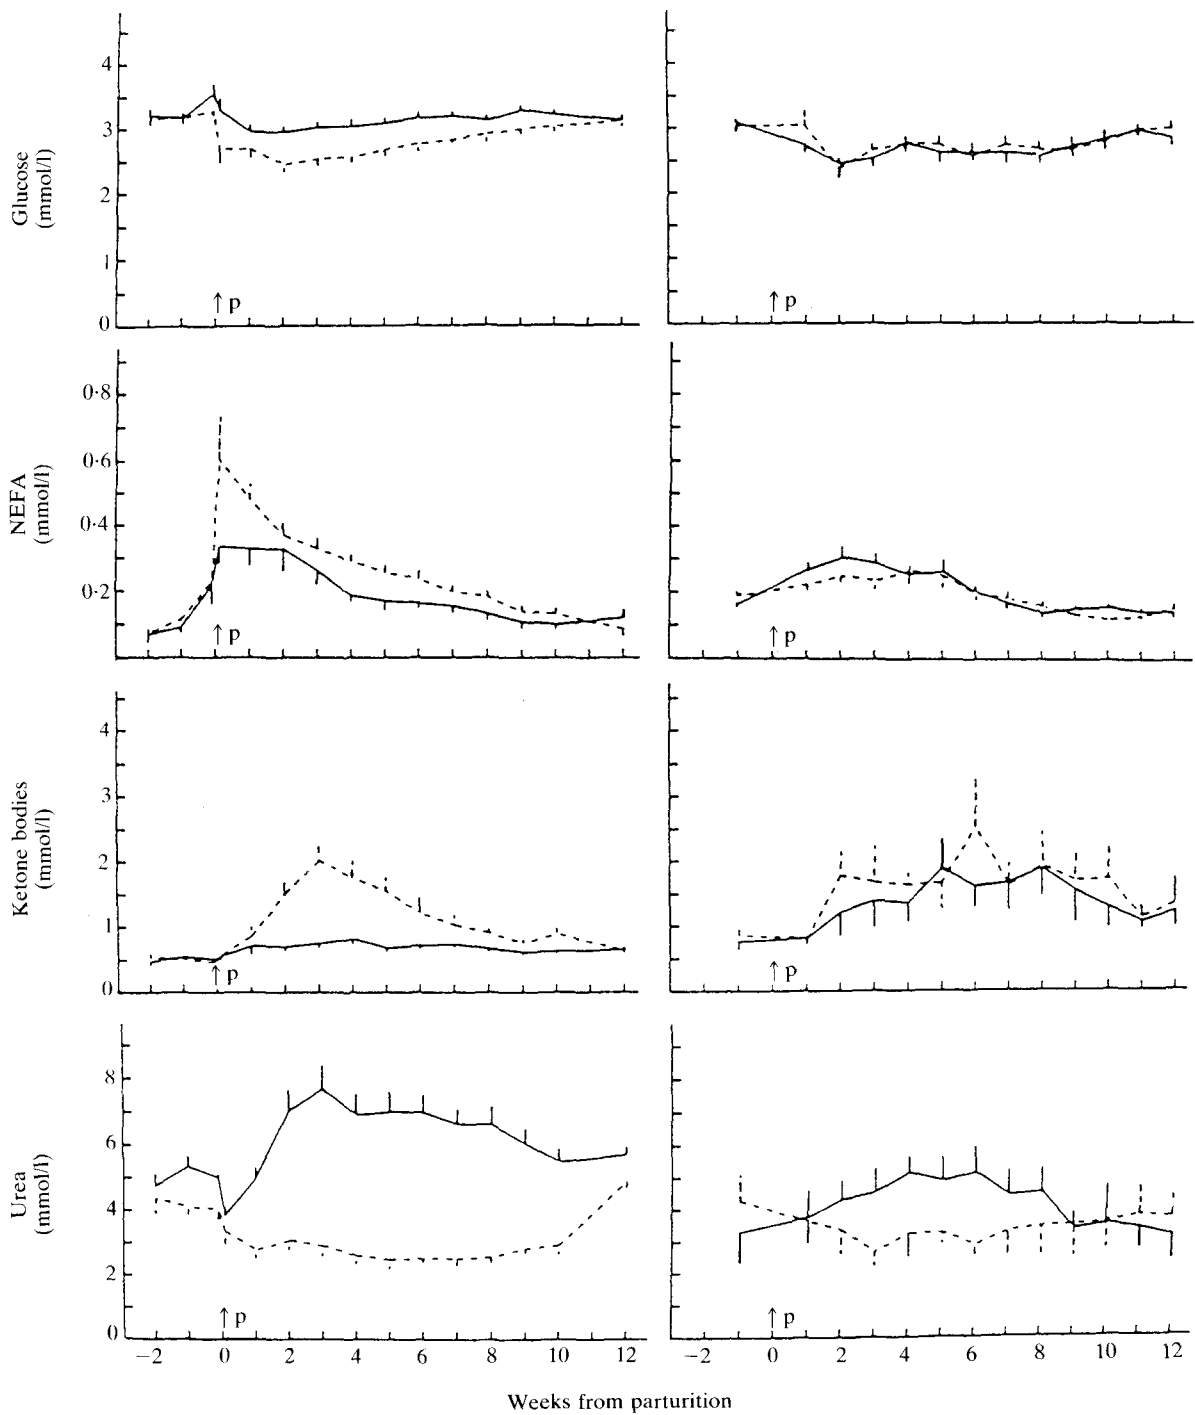 4
3
2
1
0
Glucose
(mmol/l)
↑ p
↑ p
0·8
0·6
0·4
0·2
NEFA
(mmol/l)
↑ p
↑ p
4
3
2
1
0
Ketone bodies
(mmol/l)
↑ p
↑ p
8
6
4
2
0
Urea
(mmol/l)
↑ p
↑ p
−2 0 2 4 6 8 10 12
−2 0 2 4 6 8 10 12
Weeks from parturition